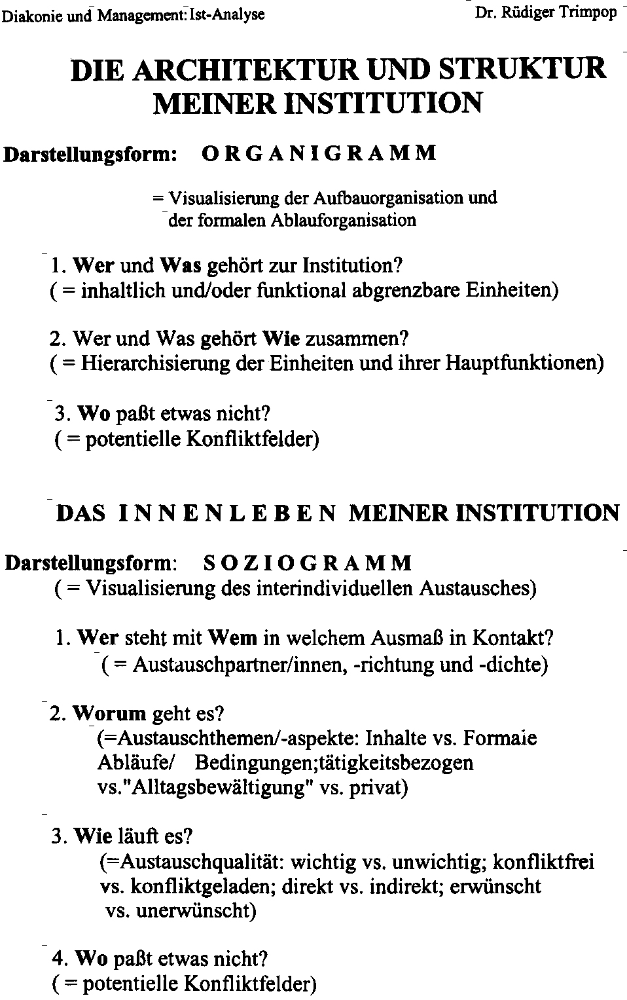 Diakonie und Management: Ist-Analyse
Dr. Rüdiger Trimpop
DIE ARCHITEKTUR UND STRUKTUR
MEINER INSTITUTION
Darstellungsform: O R G A N I G R A M M
= Visualisierung der Aufbauorganisation und
der formalen Ablauforganisation
1. Wer und Was gehört zur Institution?
( = inhaltlich und/oder funktional abgrenzbare Einheiten)
2. Wer und Was gehört Wie zusammen?
( = Hierarchisierung der Einheiten und ihrer Hauptfunktionen)
3. Wo paßt etwas nicht?
( = potentielle Konfliktfelder)
DAS I N N E N L E B E N MEINER INSTITUTION
Darstellungsform: S O Z I O G R A M M
( = Visualisierung des interindividuellen Austausches)
1. Wer steht mit Wem in welchem Ausmaß in Kontakt?
( = Austauschpartner/innen, -richtung und -dichte)
2. Worum geht es?
(=Austauschthemen/-aspekte: Inhalte vs. Formale
Abläufe/ Bedingungen;tätigkeitsbezogen
vs."Alltagsbewältigung" vs. privat)
3. Wie läuft es?
(=Austauschqualität: wichtig vs. unwichtig; konfliktfrei
vs. konfliktgeladen; direkt vs. indirekt; erwünscht
vs. unerwünscht)
4. Wo paßt etwas nicht?
( = potentielle Konfliktfelder)